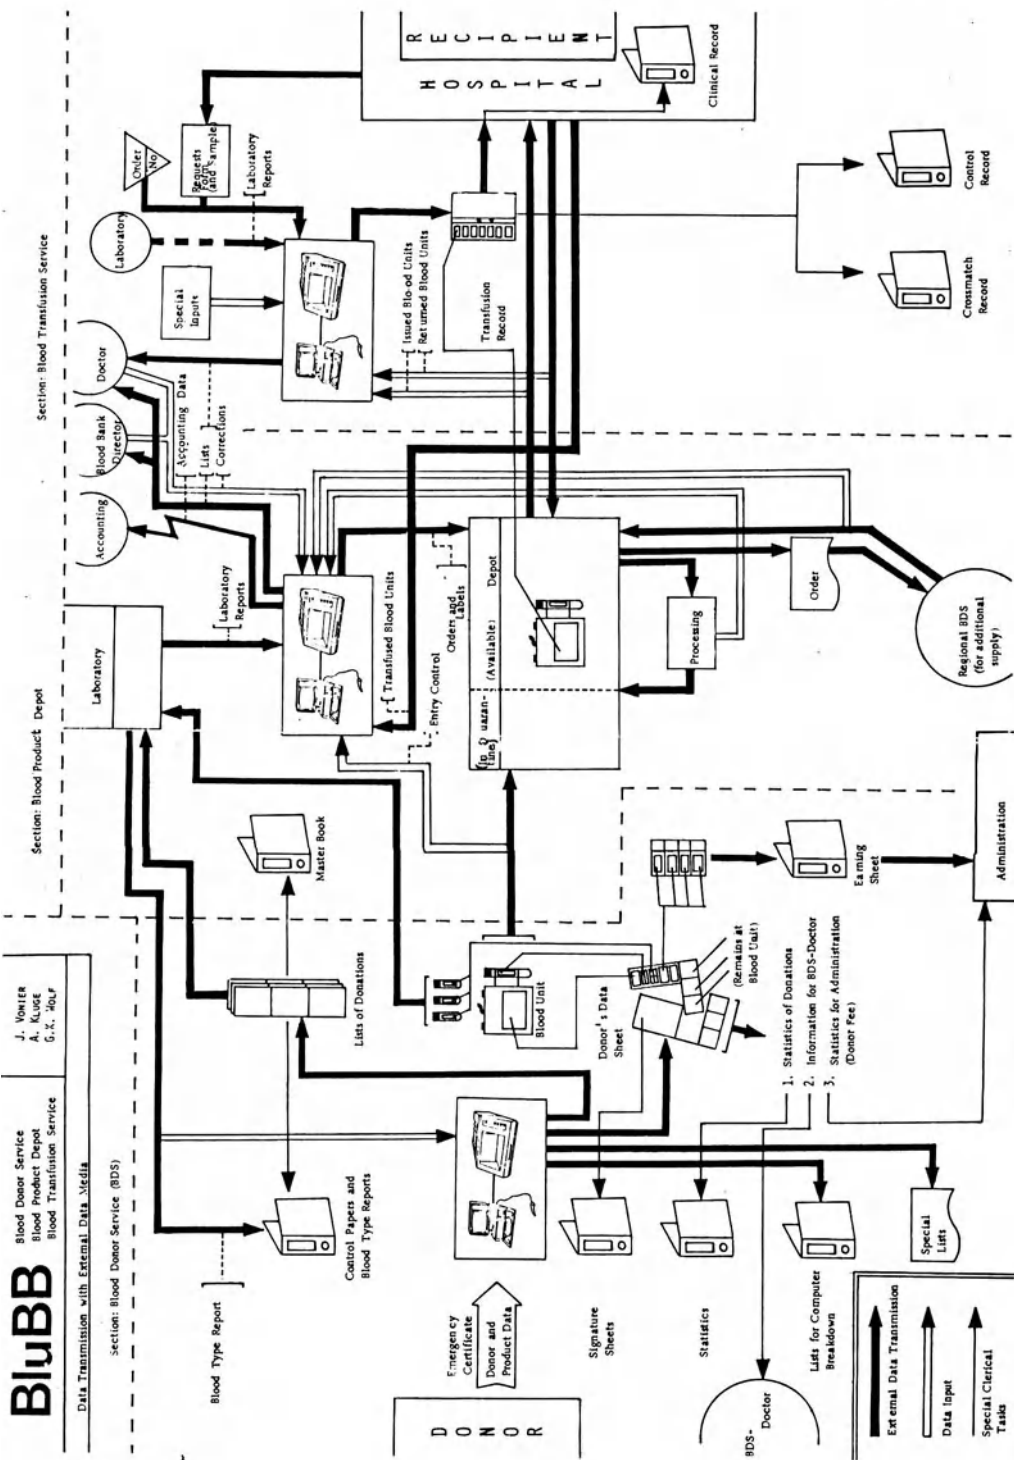 BluBB
Blood Donor Service
Blood Product Depot
Blood Transfusion Service
J. VONIER
A. KLUGE
G.X. WOLF
Data Transmission with External Data Media
Section: Blood Donor Service (BDS)
Section: Blood Product Depot
Section: Blood Transfusion Service
Blood Type Report
Control Papers and
Blood Type Reports
Master Book
Lists of Donations
Laboratory
Laboratory
Reports
Accounting
Blood Bank
Director
Doctor
Accounting Data
Lists
Corrections
Special
Inputs
Laboratory
Order
No.
Requests
Form
(and Sample)
Laboratory
Reports
RECIPIENT
HOSPITAL
Clinical Record
Issued Blo-od Units
Returned Blood Units
Transfusion
Record
Control
Record
Crossmatch
Record
Transfused Blood Units
Entry Control
Orders and
Labels
(Available) Depot
Processing
Order
Regional BDS
(for additional
supply)
Emergency
Certificate
Donor and
Product Data
DONOR
Blood Unit
Donor's Data
Sheet
(Remains at
Blood Unit)
Earning
Sheet
Administration
Signature
Sheets
Statistics
Lists for Computer
Breakdown
Special
Lists
1. Statistics of Donations
2. Information for BDS-Doctor
3. Statistics for Administration
(Donor Fee)
BDS-
Doctor
External Data Transmission
Data Input
Special Clerical
Tasks